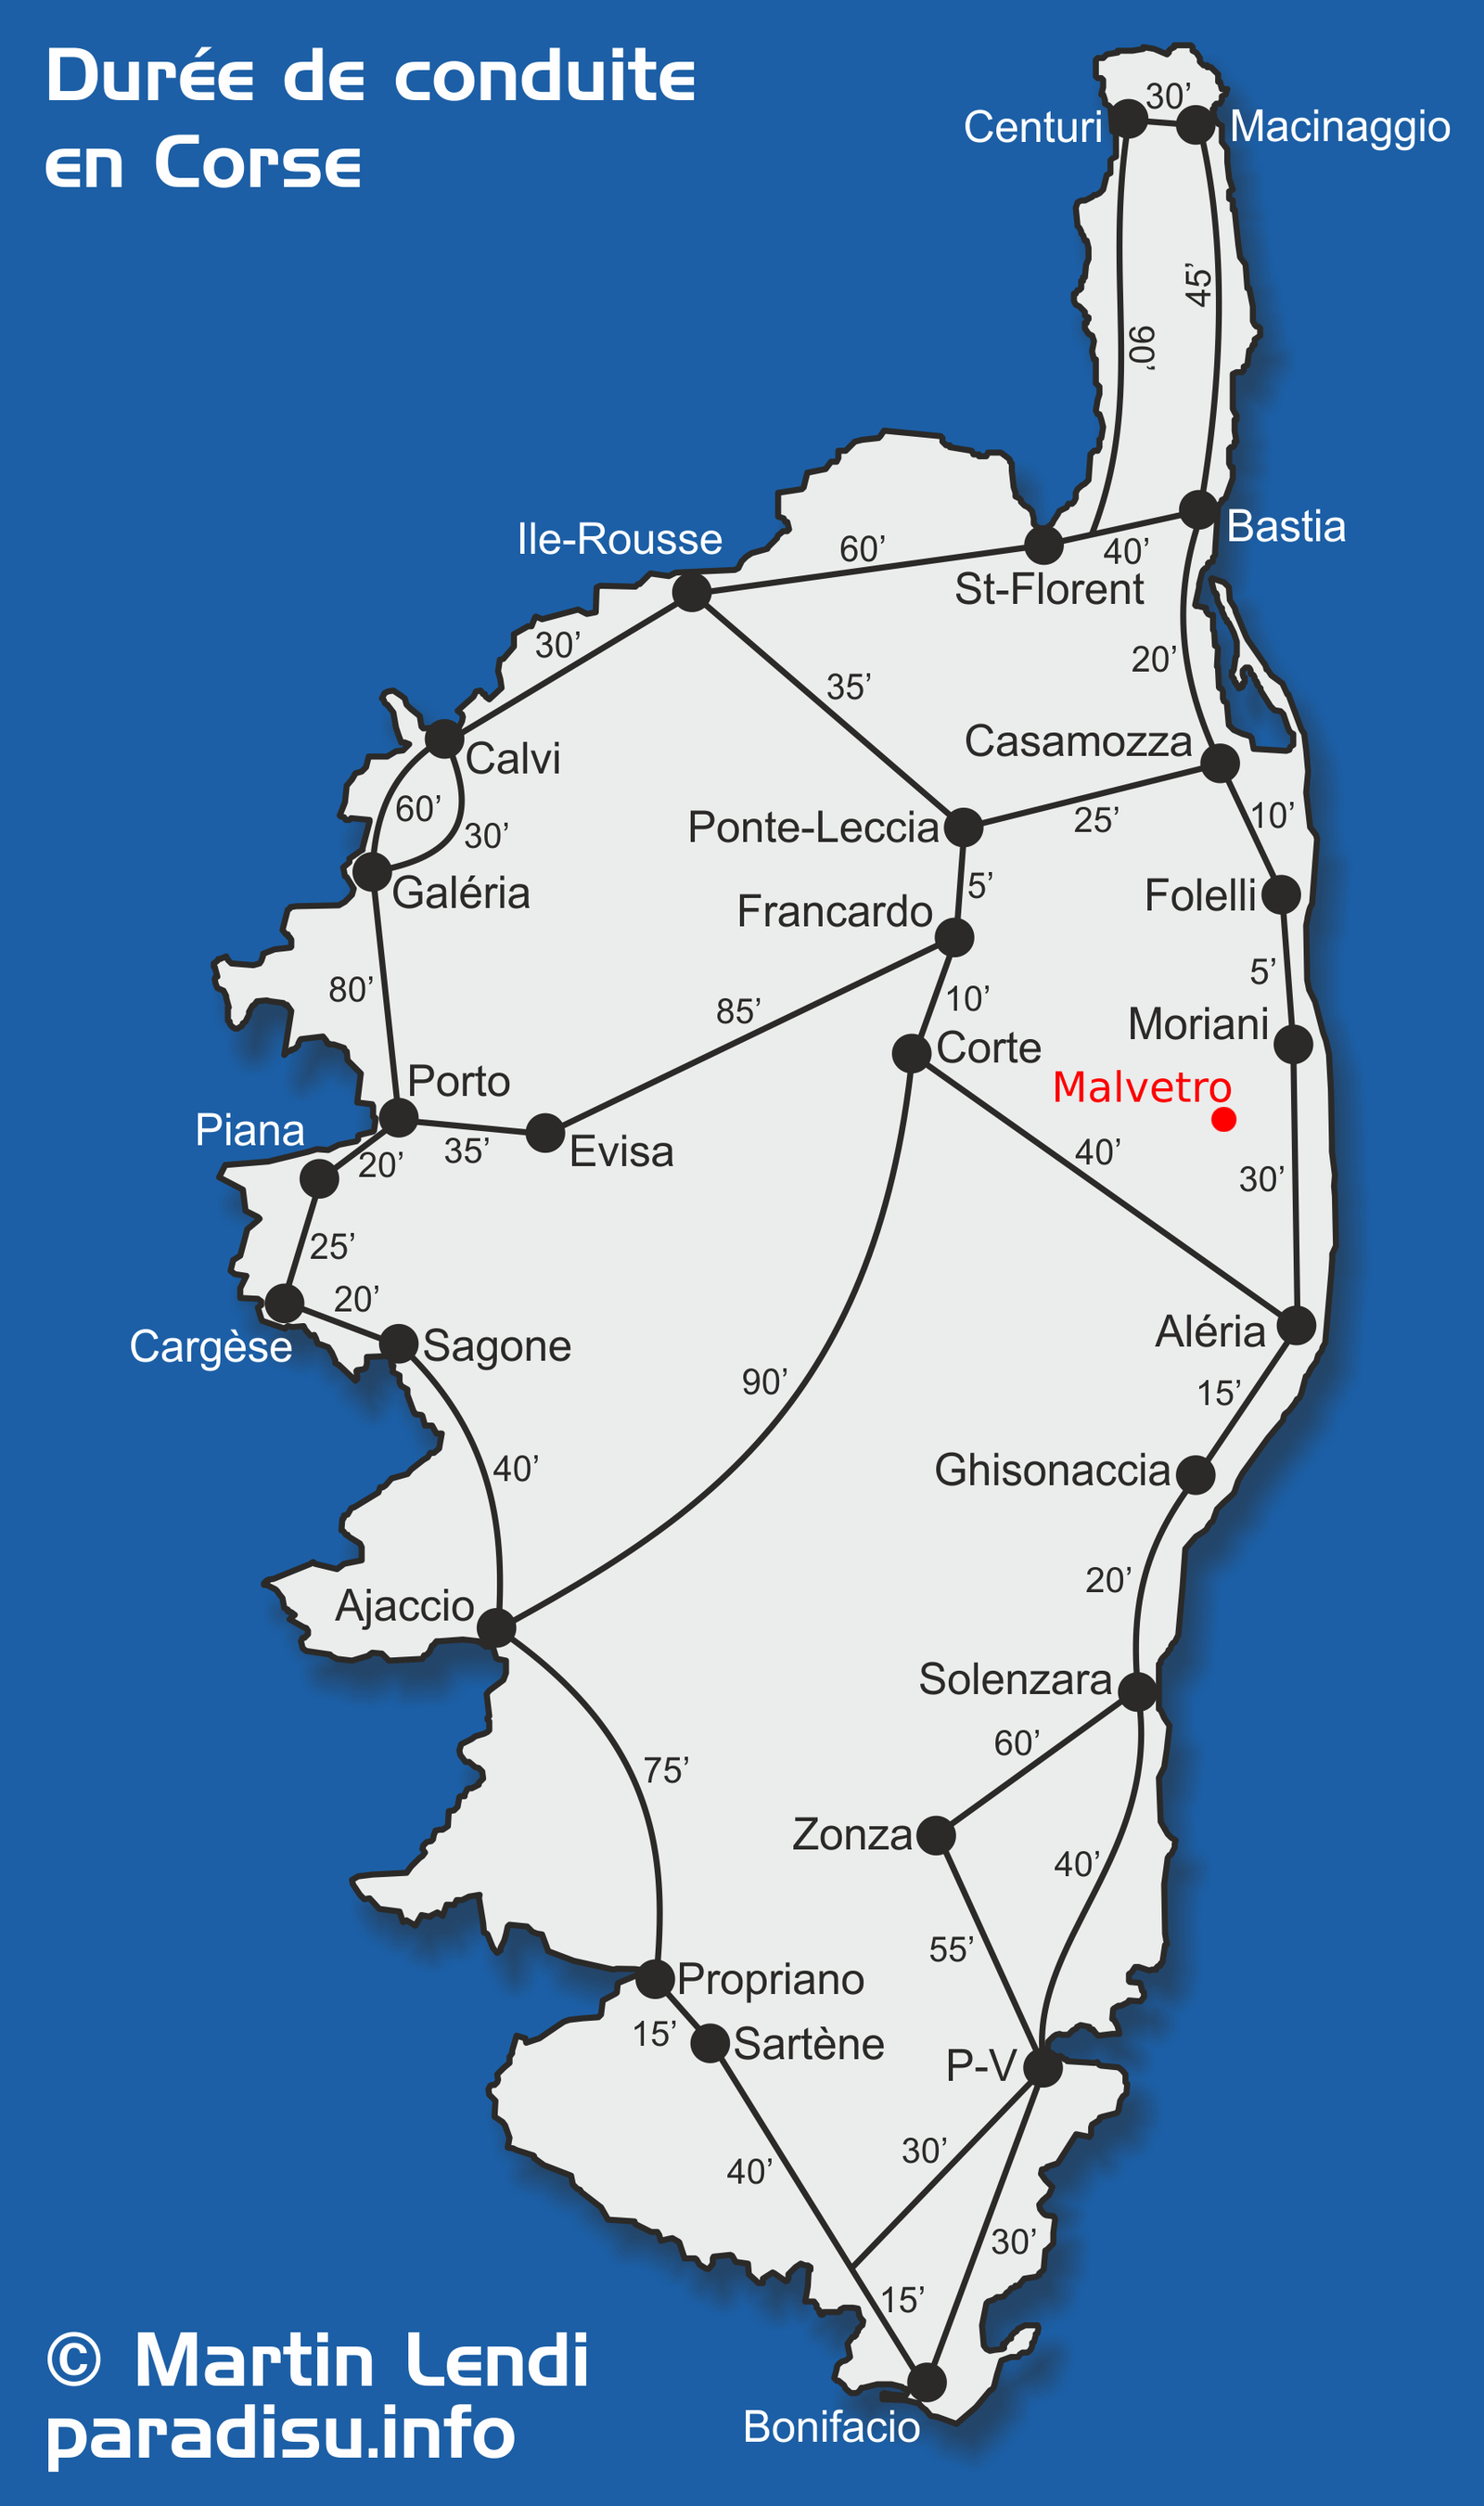 Durée de conduite
en Corse
30’
Centuri
Macinaggio
45’
90’
Ile-Rousse
Bastia
60’
40’
St-Florent
30’
20’
35’
Casamozza
Calvi
60’
10’
25’
Ponte-Leccia
30’
5’
Galéria
Folelli
Francardo
5’
80’
10’
85’
Moriani
Corte
Porto
Malvetro
Piana
35’
Evisa
40’
20’
30’
25’
20’
Aléria
Cargèse
Sagone
90’
15’
40’
Ghisonaccia
20’
Ajaccio
Solenzara
60’
75’
Zonza
40’
55’
Propriano
15’
Sartène
P-V
30’
40’
30’
15’
© Martin Lendi
Bonifacio
paradisu.info